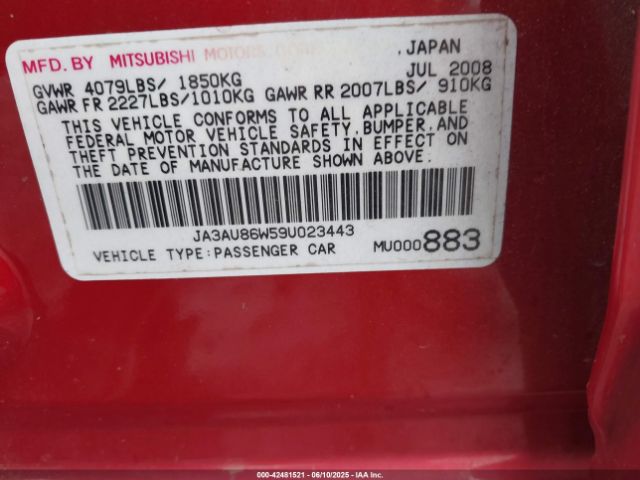 MFD. BY MITSUBISHI MOTORS
JAPAN
JUL 2008
GVWR 4079LBS/ 1850KG
GAWR FR 2227LBS/1010KG GAWR RR 2007LBS/ 910KG
THIS VEHICLE CONFORMS TO ALL APPLICABLE
FEDERAL MOTOR VEHICLE SAFETY, BUMPER, AND
THEFT PREVENTION STANDARDS IN EFFECT ON
THE DATE OF MANUFACTURE SHOWN ABOVE.
JA3AU86W59U023443
VEHICLE TYPE: PASSENGER CAR MU000883
000-42481521 - 06/10/2025 - IAA Inc.